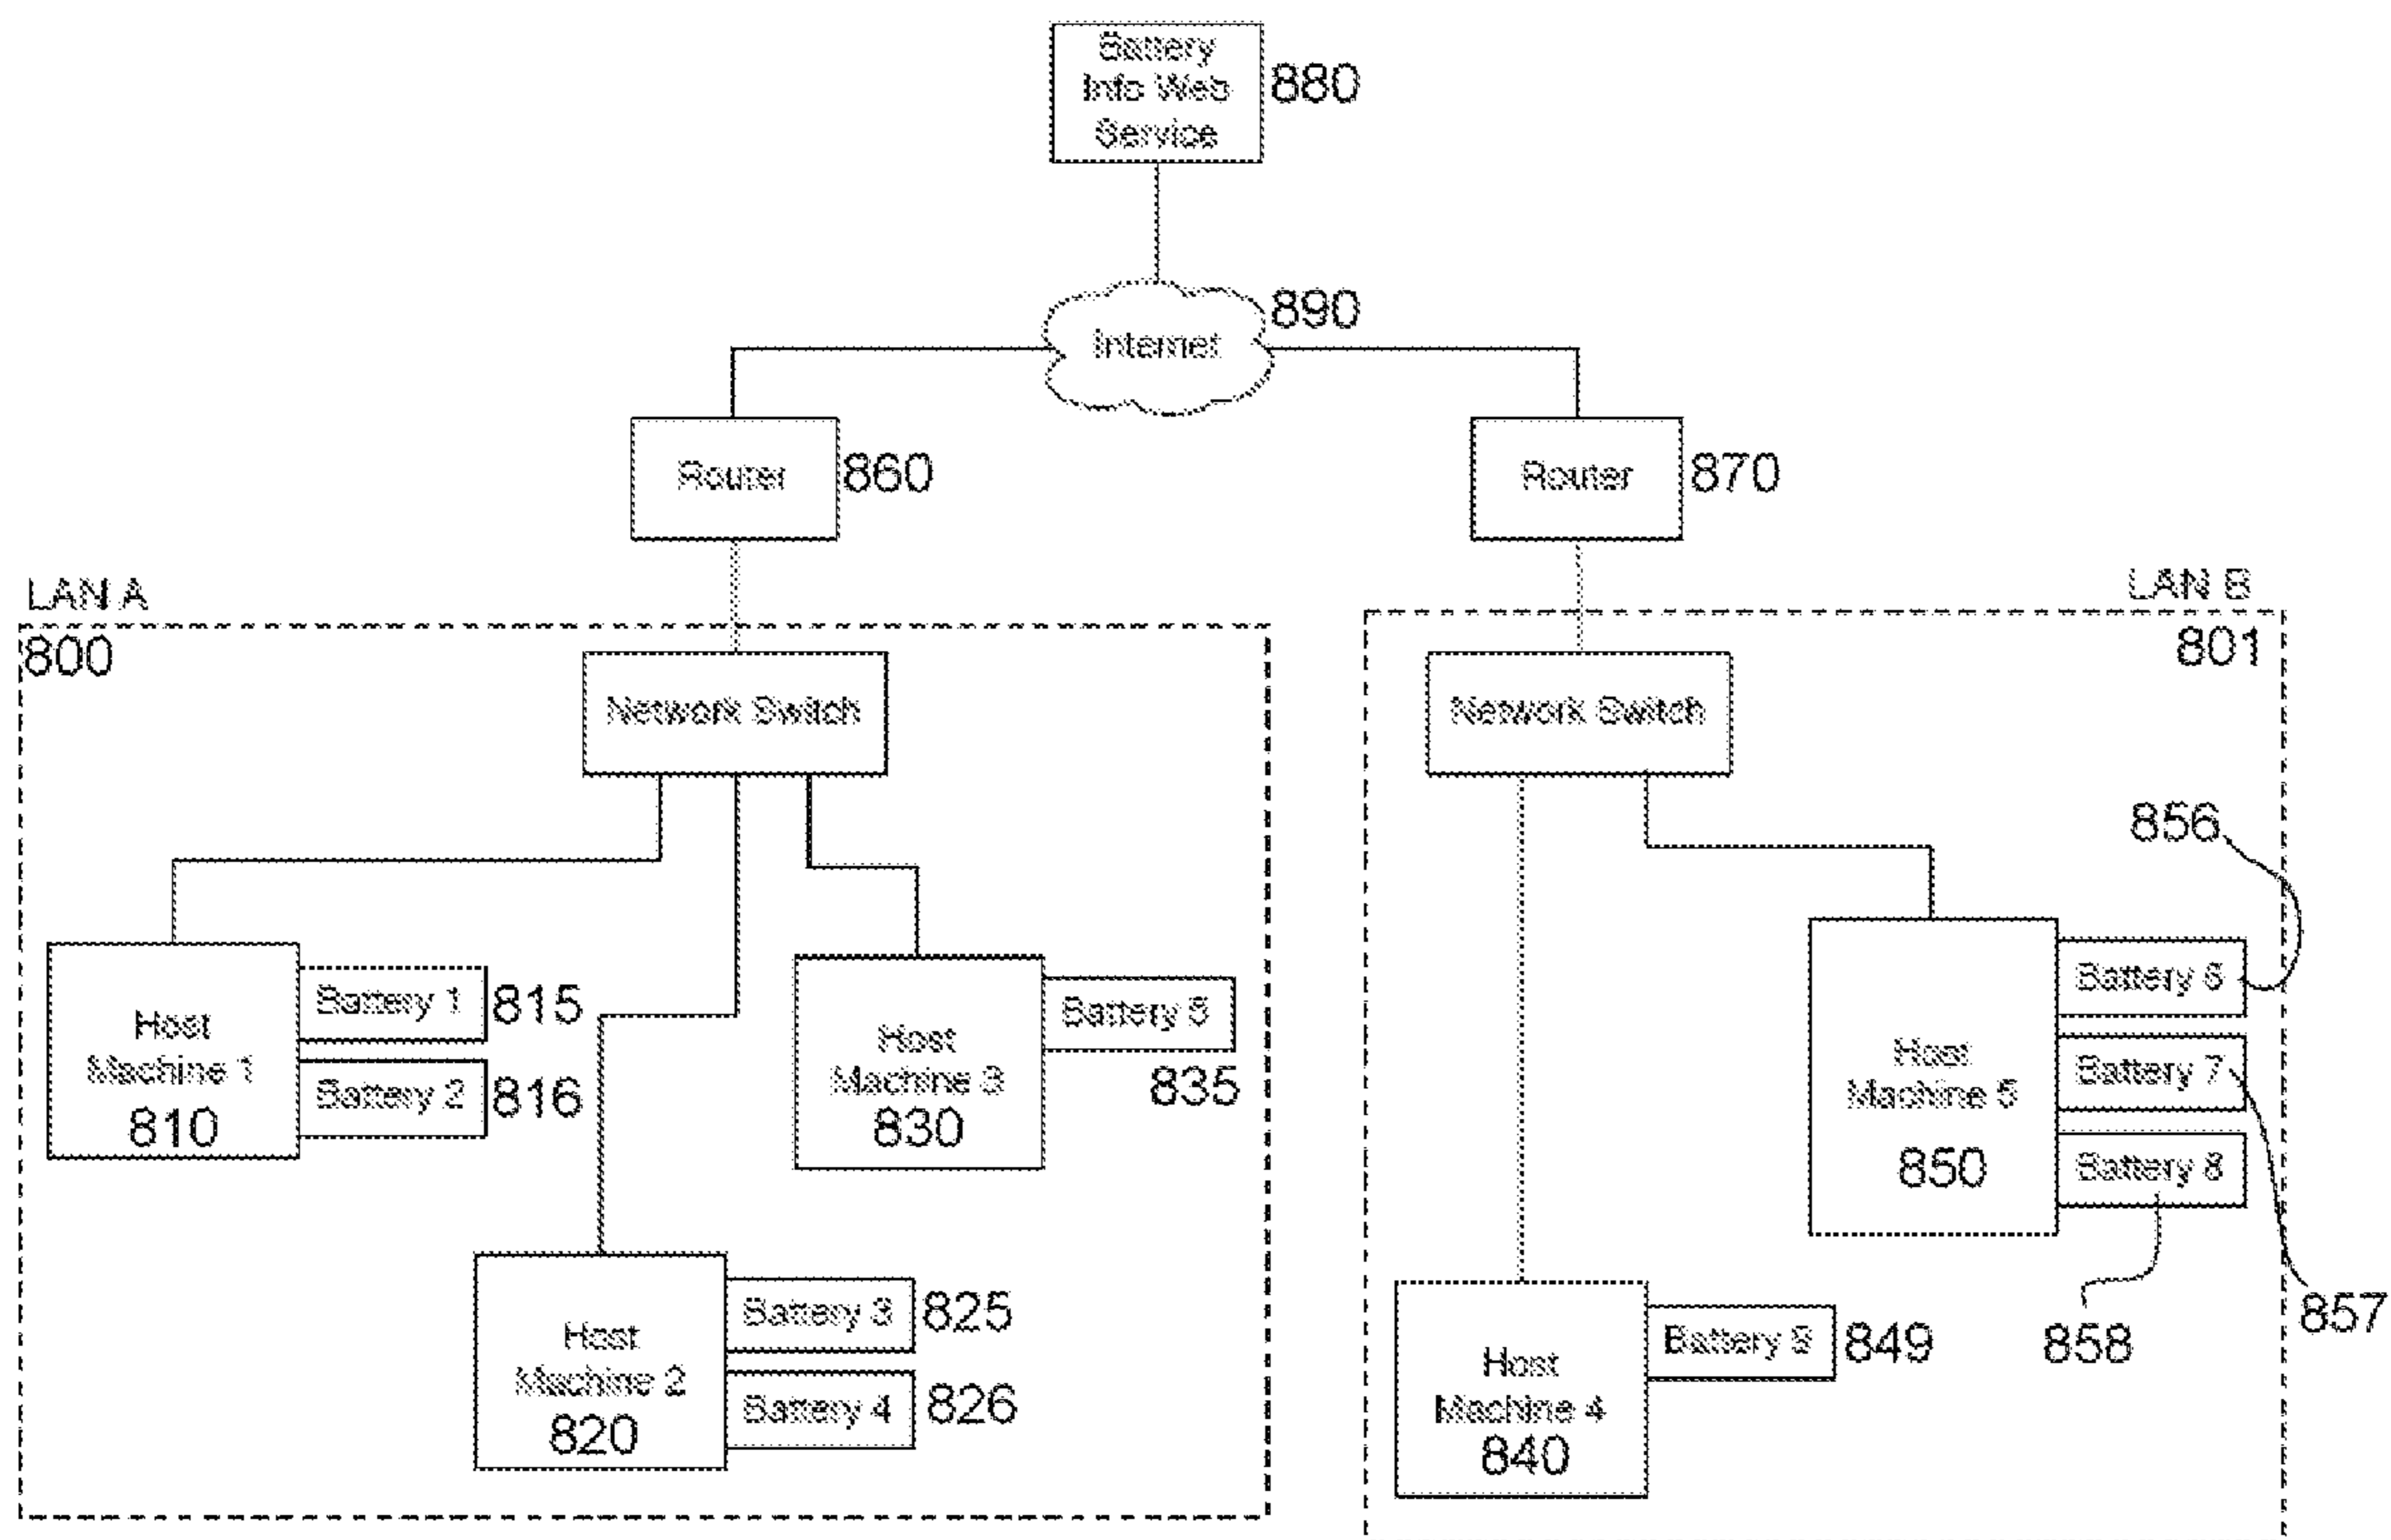 Battery
Info Web
Service
880
890
Internet
Router
860
Router
870
LAN A
LAN B
800
801
Network Switch
Network Switch
856
Host
Machine 1
810
Battery 1
815
Battery 2
816
Host
Machine 3
830
Battery 5
835
Host
Machine 5
850
Battery 6
Battery 7
Battery 8
857
858
Host
Machine 2
820
Battery 3
825
Battery 4
826
Host
Machine 4
840
Battery 9
849